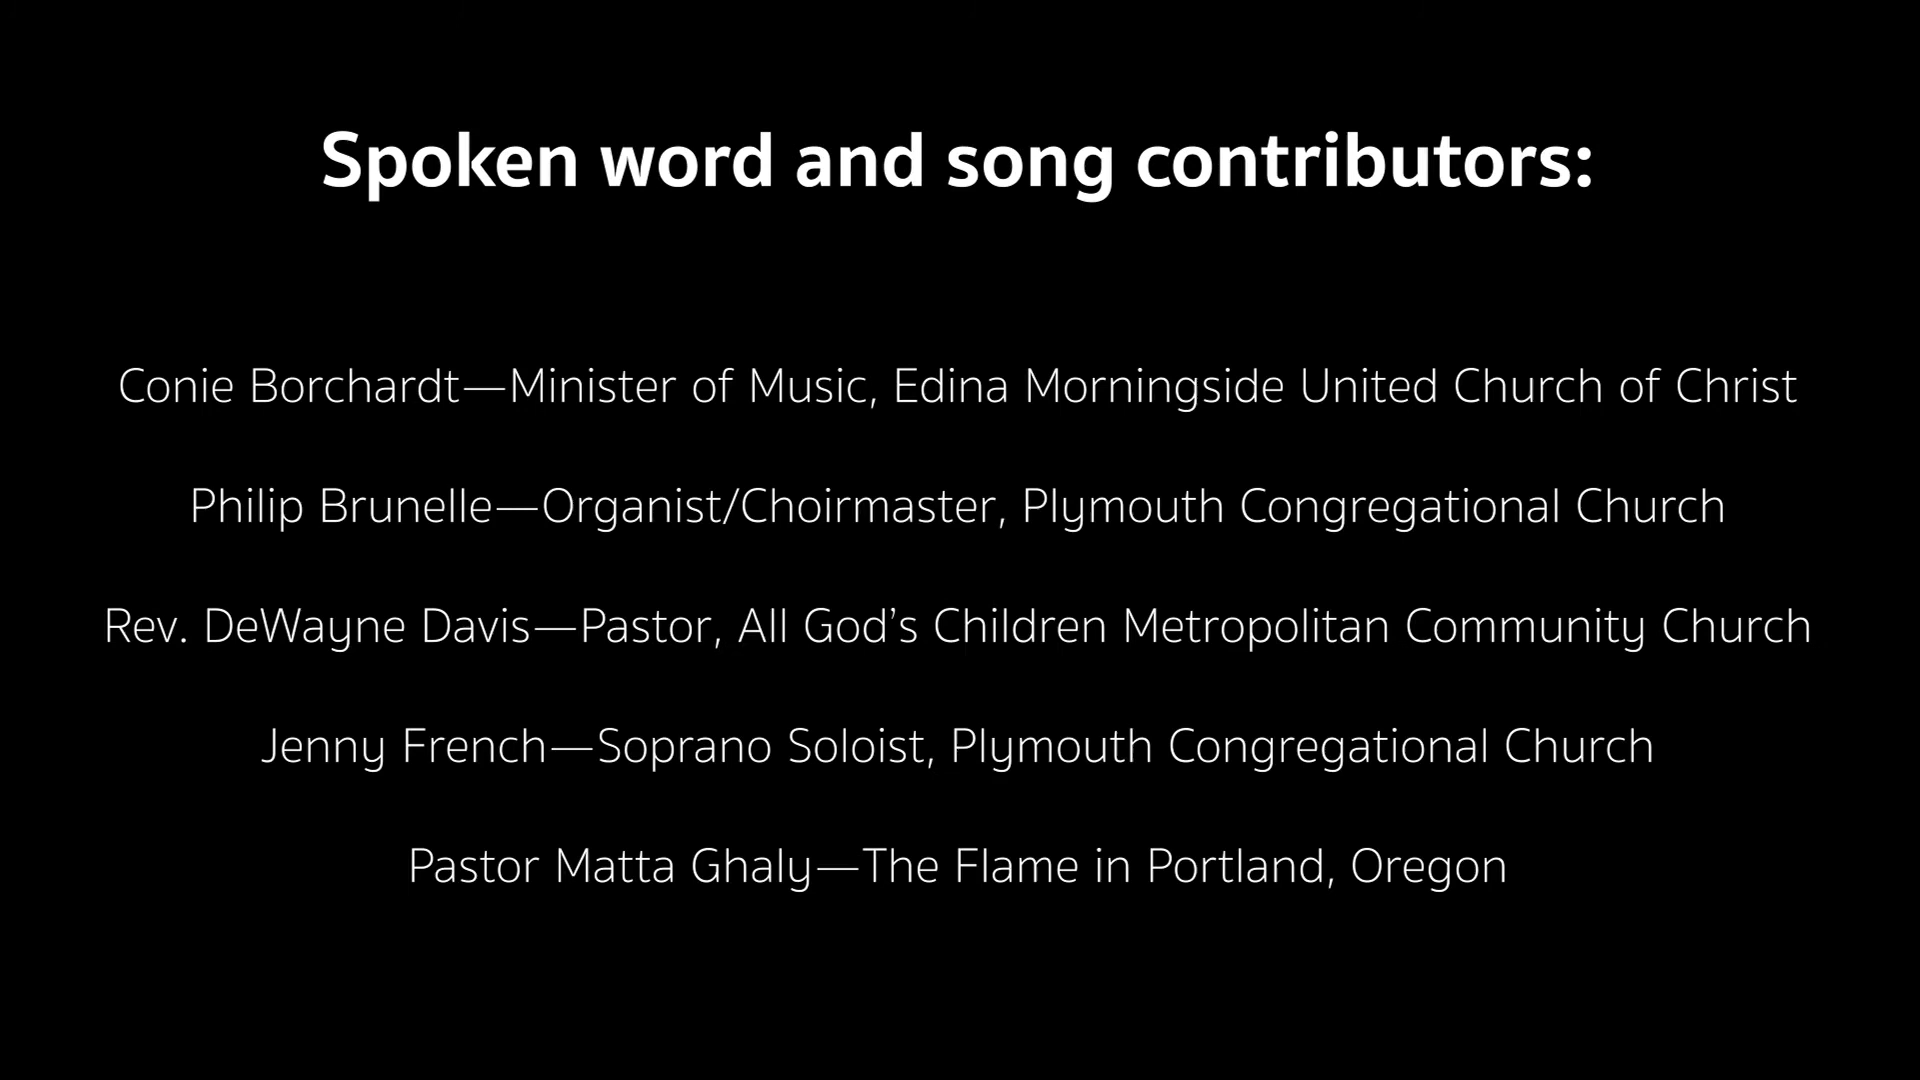 Spoken word and song contributors:
Conie Borchardt—Minister of Music, Edina Morningside United Church of Christ
Philip Brunelle—Organist/Choirmaster, Plymouth Congregational Church
Rev. DeWayne Davis—Pastor, All God’s Children Metropolitan Community Church
Jenny French—Soprano Soloist, Plymouth Congregational Church
Pastor Matta Ghaly—The Flame in Portland, Oregon